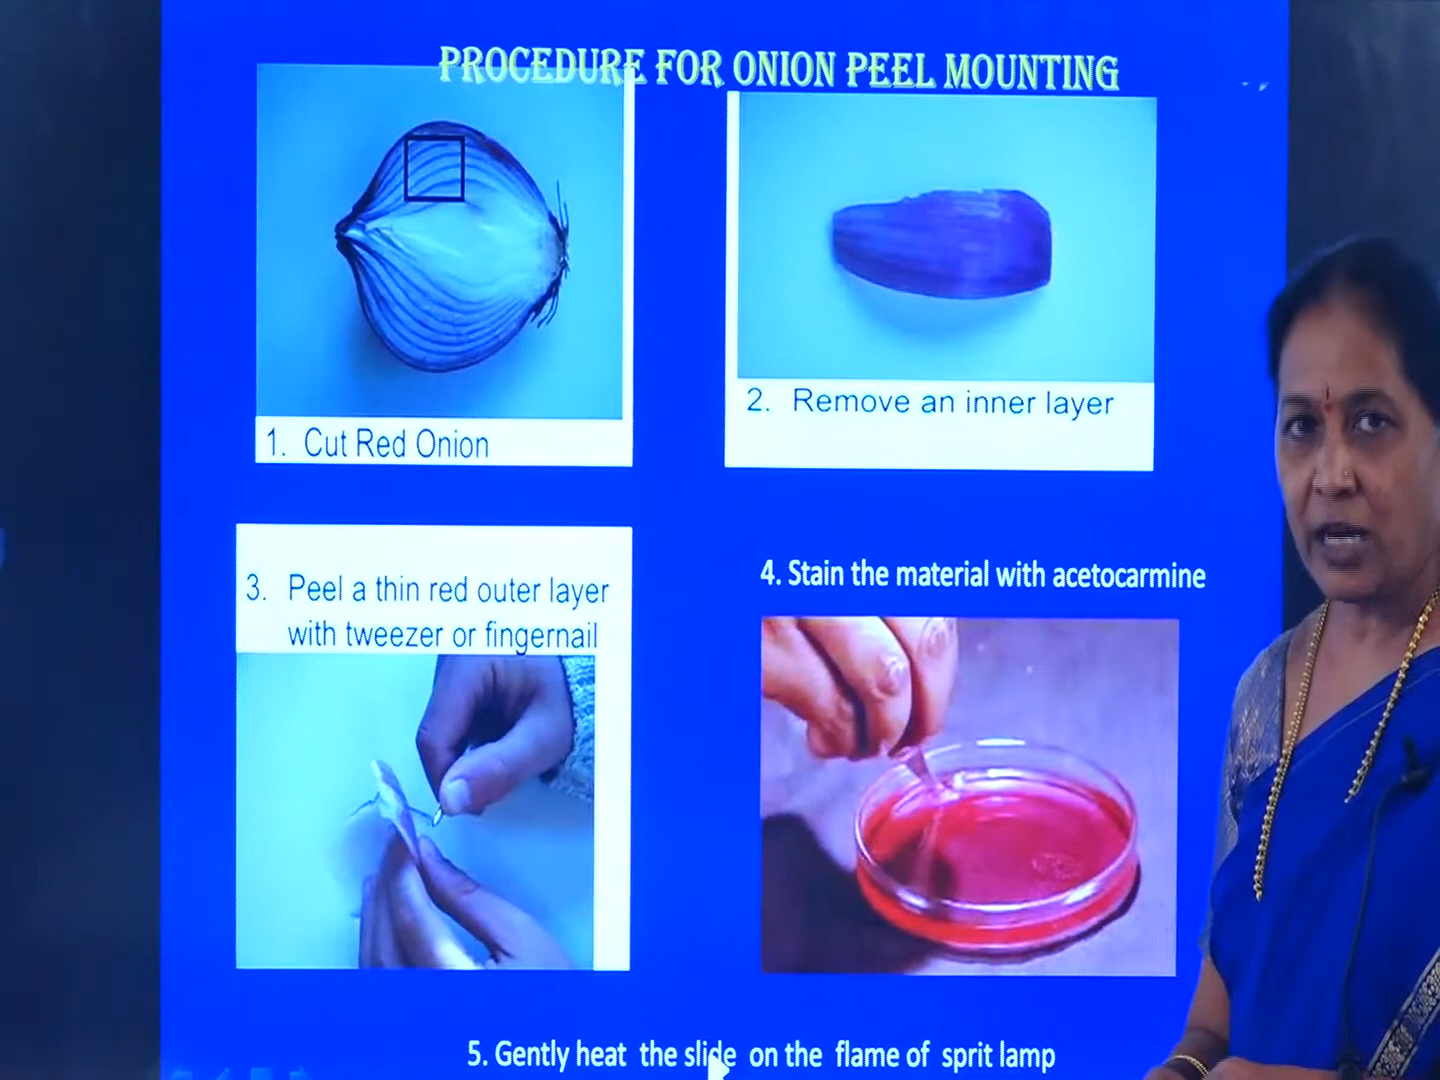 PROCEDURE FOR ONION PEEL MOUNTING
1. Cut Red Onion
2. Remove an inner layer
3. Peel a thin red outer layer
with tweezer or fingernail
4. Stain the material with acetocarmine
5. Gently heat the slide on the flame of sprit lamp